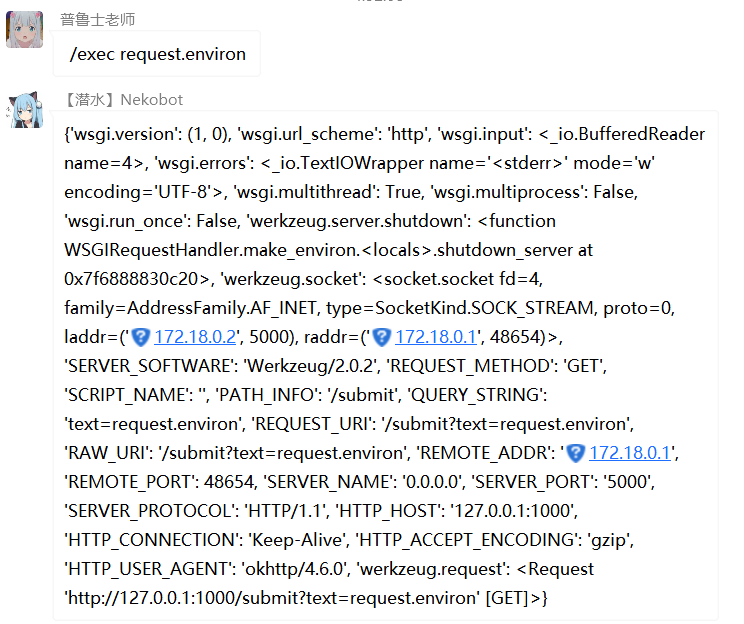 普鲁士老师
/exec request.environ
【潜水】Nekobot
{'wsgi.version': (1, 0), 'wsgi.url_scheme': 'http', 'wsgi.input': <_io.BufferedReader
name=4>, 'wsgi.errors': <_io.TextIOWrapper name='<stderr>' mode='w'
encoding='UTF-8'>, 'wsgi.multithread': True, 'wsgi.multiprocess': False,
'wsgi.run_once': False, 'werkzeug.server.shutdown': <function
WSGIRequestHandler.make_environ.<locals>.shutdown_server at
0x7f6888830c20>, 'werkzeug.socket': <socket.socket fd=4,
family=AddressFamily.AF_INET, type=SocketKind.SOCK_STREAM, proto=0,
laddr=('172.18.0.2', 5000), raddr=('172.18.0.1', 48654)>,
'SERVER_SOFTWARE': 'Werkzeug/2.0.2', 'REQUEST_METHOD': 'GET',
'SCRIPT_NAME': '', 'PATH_INFO': '/submit', 'QUERY_STRING':
'text=request.environ', 'REQUEST_URI': '/submit?text=request.environ',
'RAW_URI': '/submit?text=request.environ', 'REMOTE_ADDR': '172.18.0.1',
'REMOTE_PORT': 48654, 'SERVER_NAME': '0.0.0.0', 'SERVER_PORT': '5000',
'SERVER_PROTOCOL': 'HTTP/1.1', 'HTTP_HOST': '127.0.0.1:1000',
'HTTP_CONNECTION': 'Keep-Alive', 'HTTP_ACCEPT_ENCODING': 'gzip',
'HTTP_USER_AGENT': 'okhttp/4.6.0', 'werkzeug.request': <Request
'http://127.0.0.1:1000/submit?text=request.environ' [GET]>}